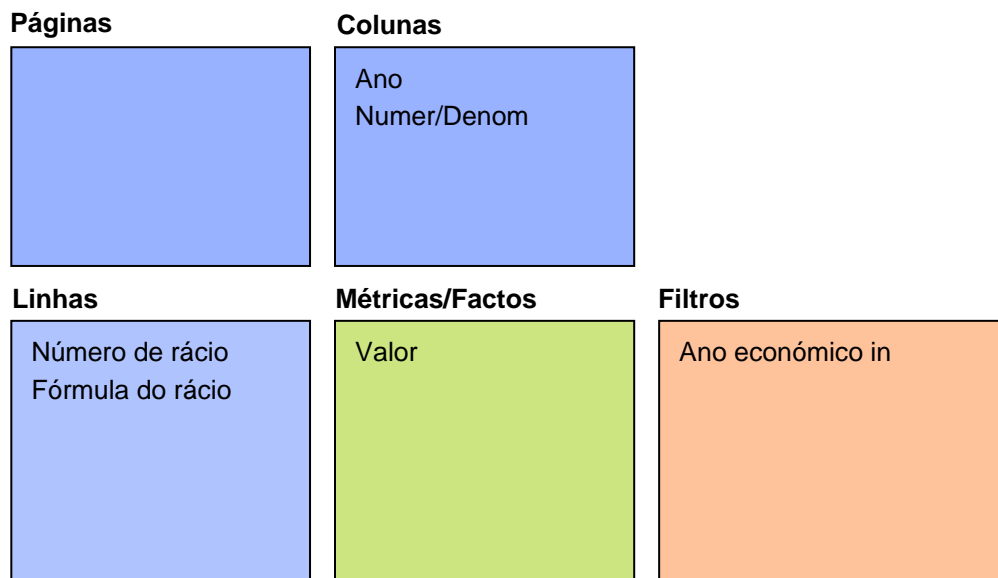 Páginas
Colunas
Ano
Numer/Denom
Linhas
Métricas/Factos
Filtros
Número de rácio
Fórmula do rácio
Valor
Ano económico in